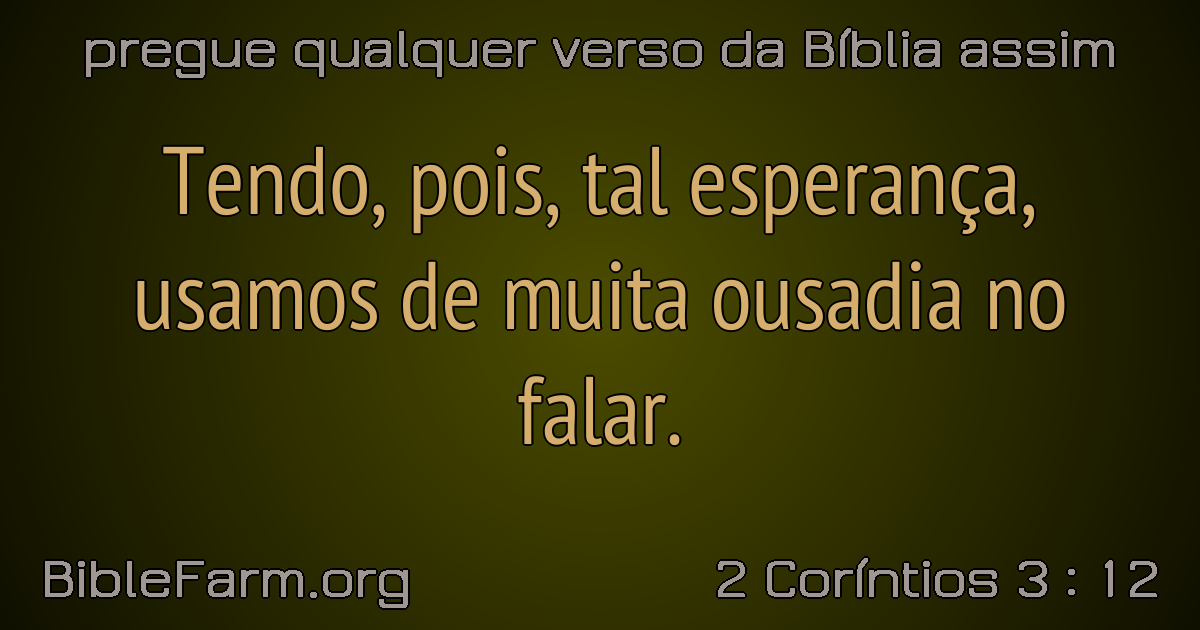 pregue qualquer verso da Bíblia assim
Tendo, pois, tal esperança,
usamos de muita ousadia no
falar.
BibleFarm.org
2 Coríntios 3 : 12